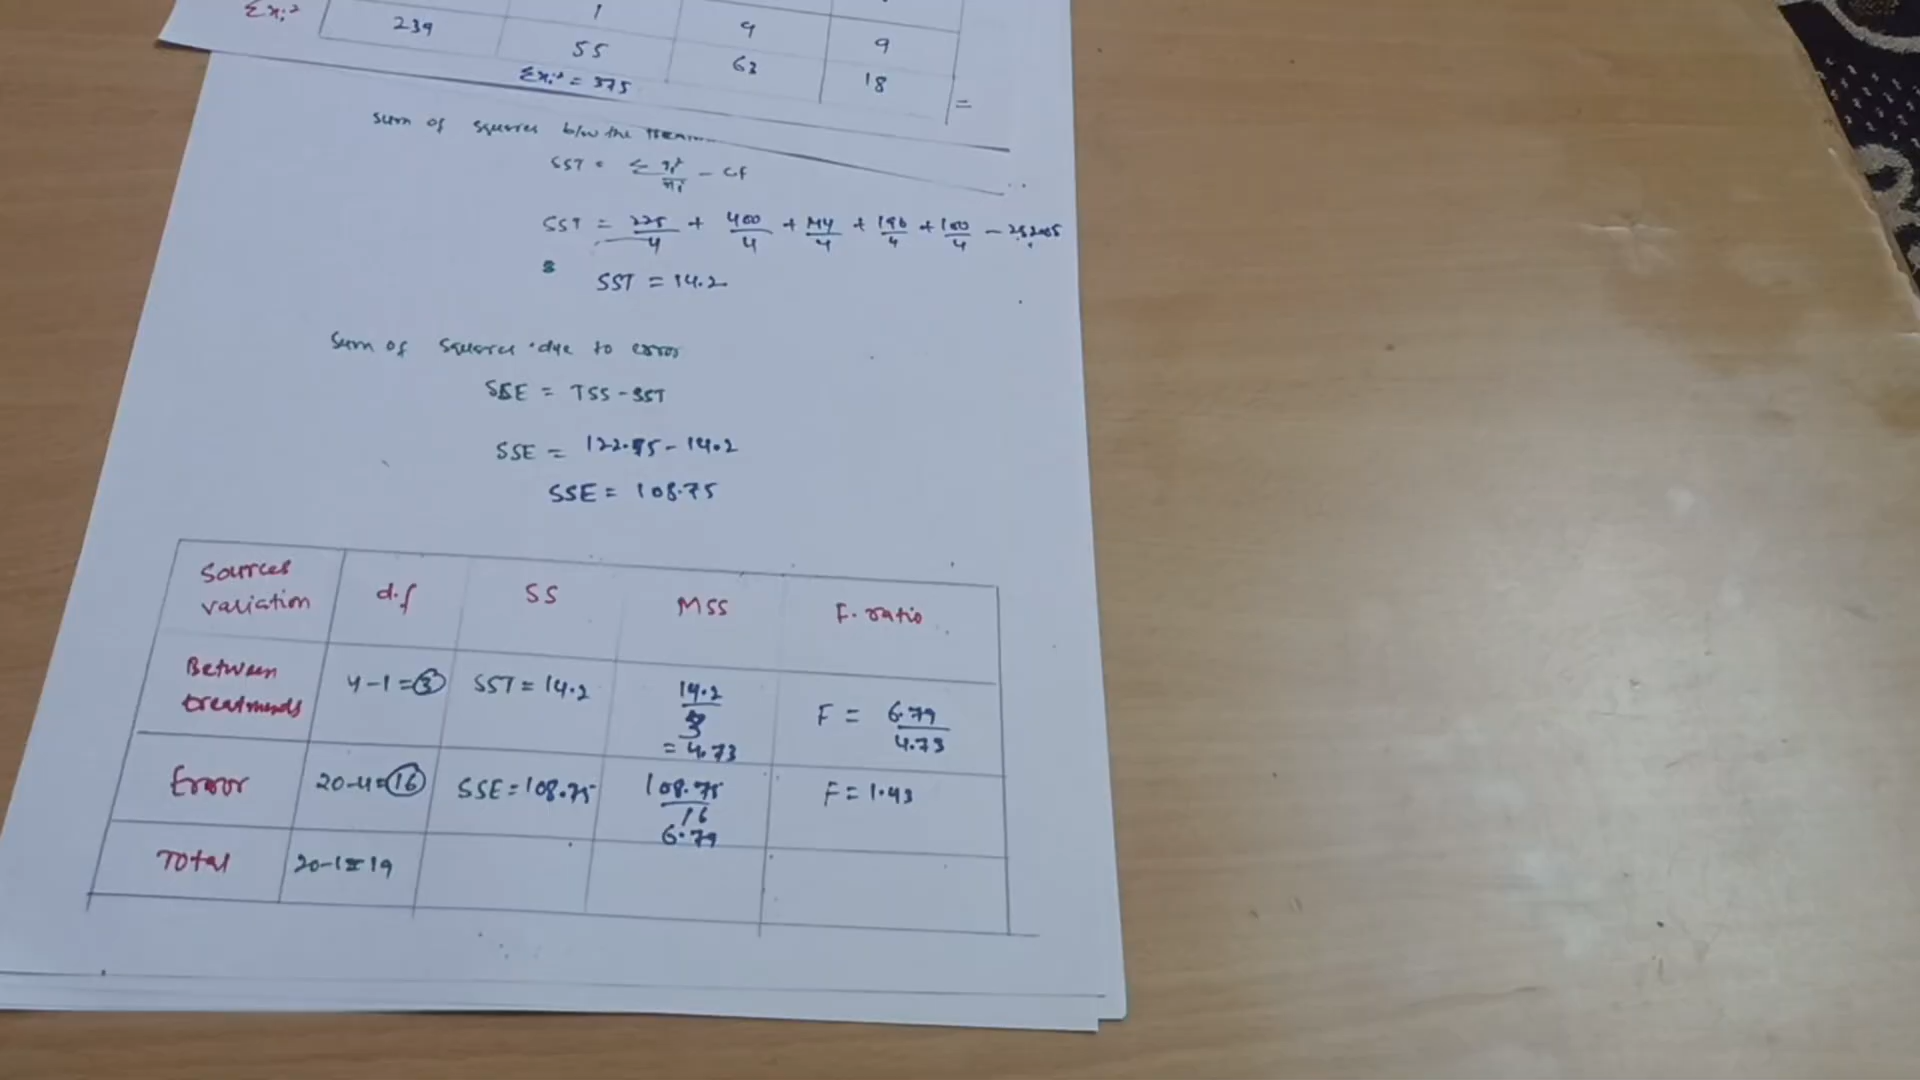 Σxi²
1 9 9
239 55 63 18
Σxi² = 375
=
Sum of squares b/w the
SST = Σ Ti²/ni - CF
SST = 225/4 + 400/4 + 144/4 + 196/4 + 100/4 -
SST = 14.2
Sum of squares due to error
SSE = TSS - SST
SSE = 122.95 - 14.2
SSE = 108.75
Sources variation d.f SS MSS F. ratio
Between treatments 4-1=3 SST = 14.2 14.2/3 = 4.73 F = 6.79/4.73
Error 20-4=16 SSE = 108.75 108.75/16 6.79 F = 1.43
Total 20-1=19